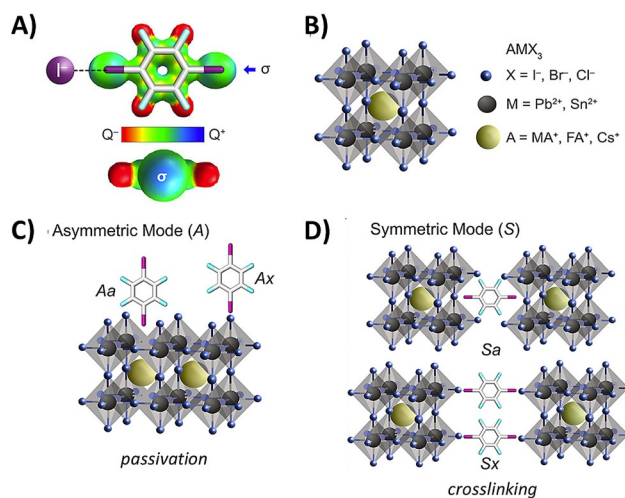 A)
I⁻
σ
Q⁻ Q⁺
σ
B)
AMX₃
X = I⁻, Br⁻, Cl⁻
M = Pb²⁺, Sn²⁺
A = MA⁺, FA⁺, Cs⁺
C) Asymmetric Mode (A)
Aa
Ax
passivation
D) Symmetric Mode (S)
Sa
Sx
crosslinking